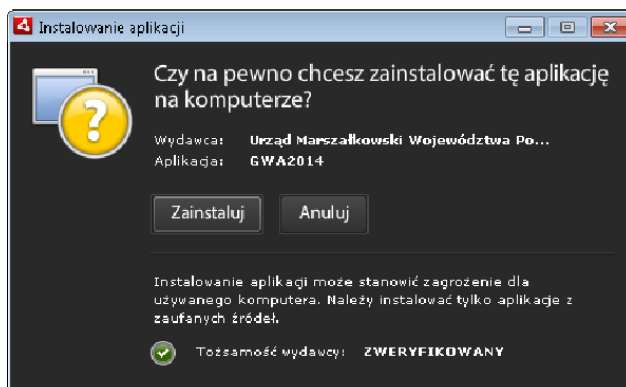 Instalowanie aplikacji
Czy na pewno chcesz zainstalować tę aplikację
na komputerze?
Wydawca: Urząd Marszałkowski Województwa Po...
Aplikacja: GWA2014
Zainstaluj Anuluj
Instalowanie aplikacji może stanowić zagrożenie dla
używanego komputera. Należy instalować tylko aplikacje z
zaufanych źródeł.
Tożsamość wydawcy: ZWERYFIKOWANY